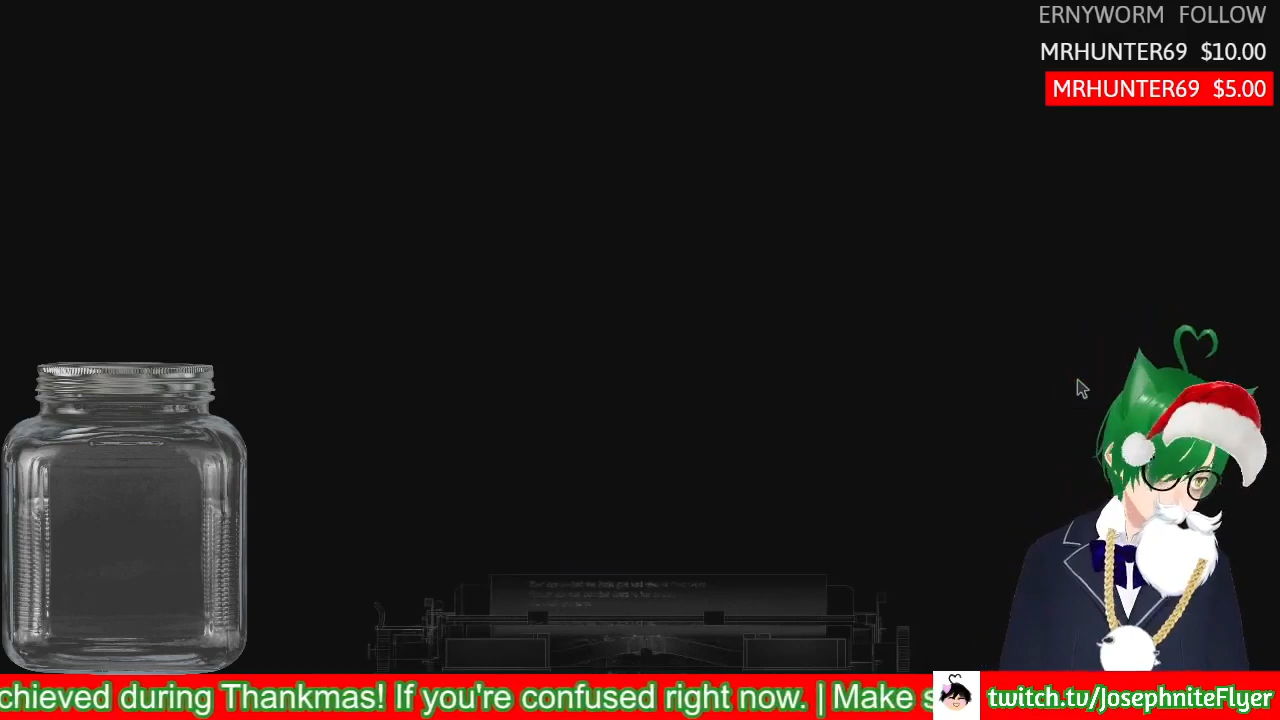 ERNYWORM FOLLOW
MRHUNTER69 $10.00
MRHUNTER69 $5.00
chieved during Thankmas! If you're confused right now. | Make s
twitch.tv/JosephniteFlyer